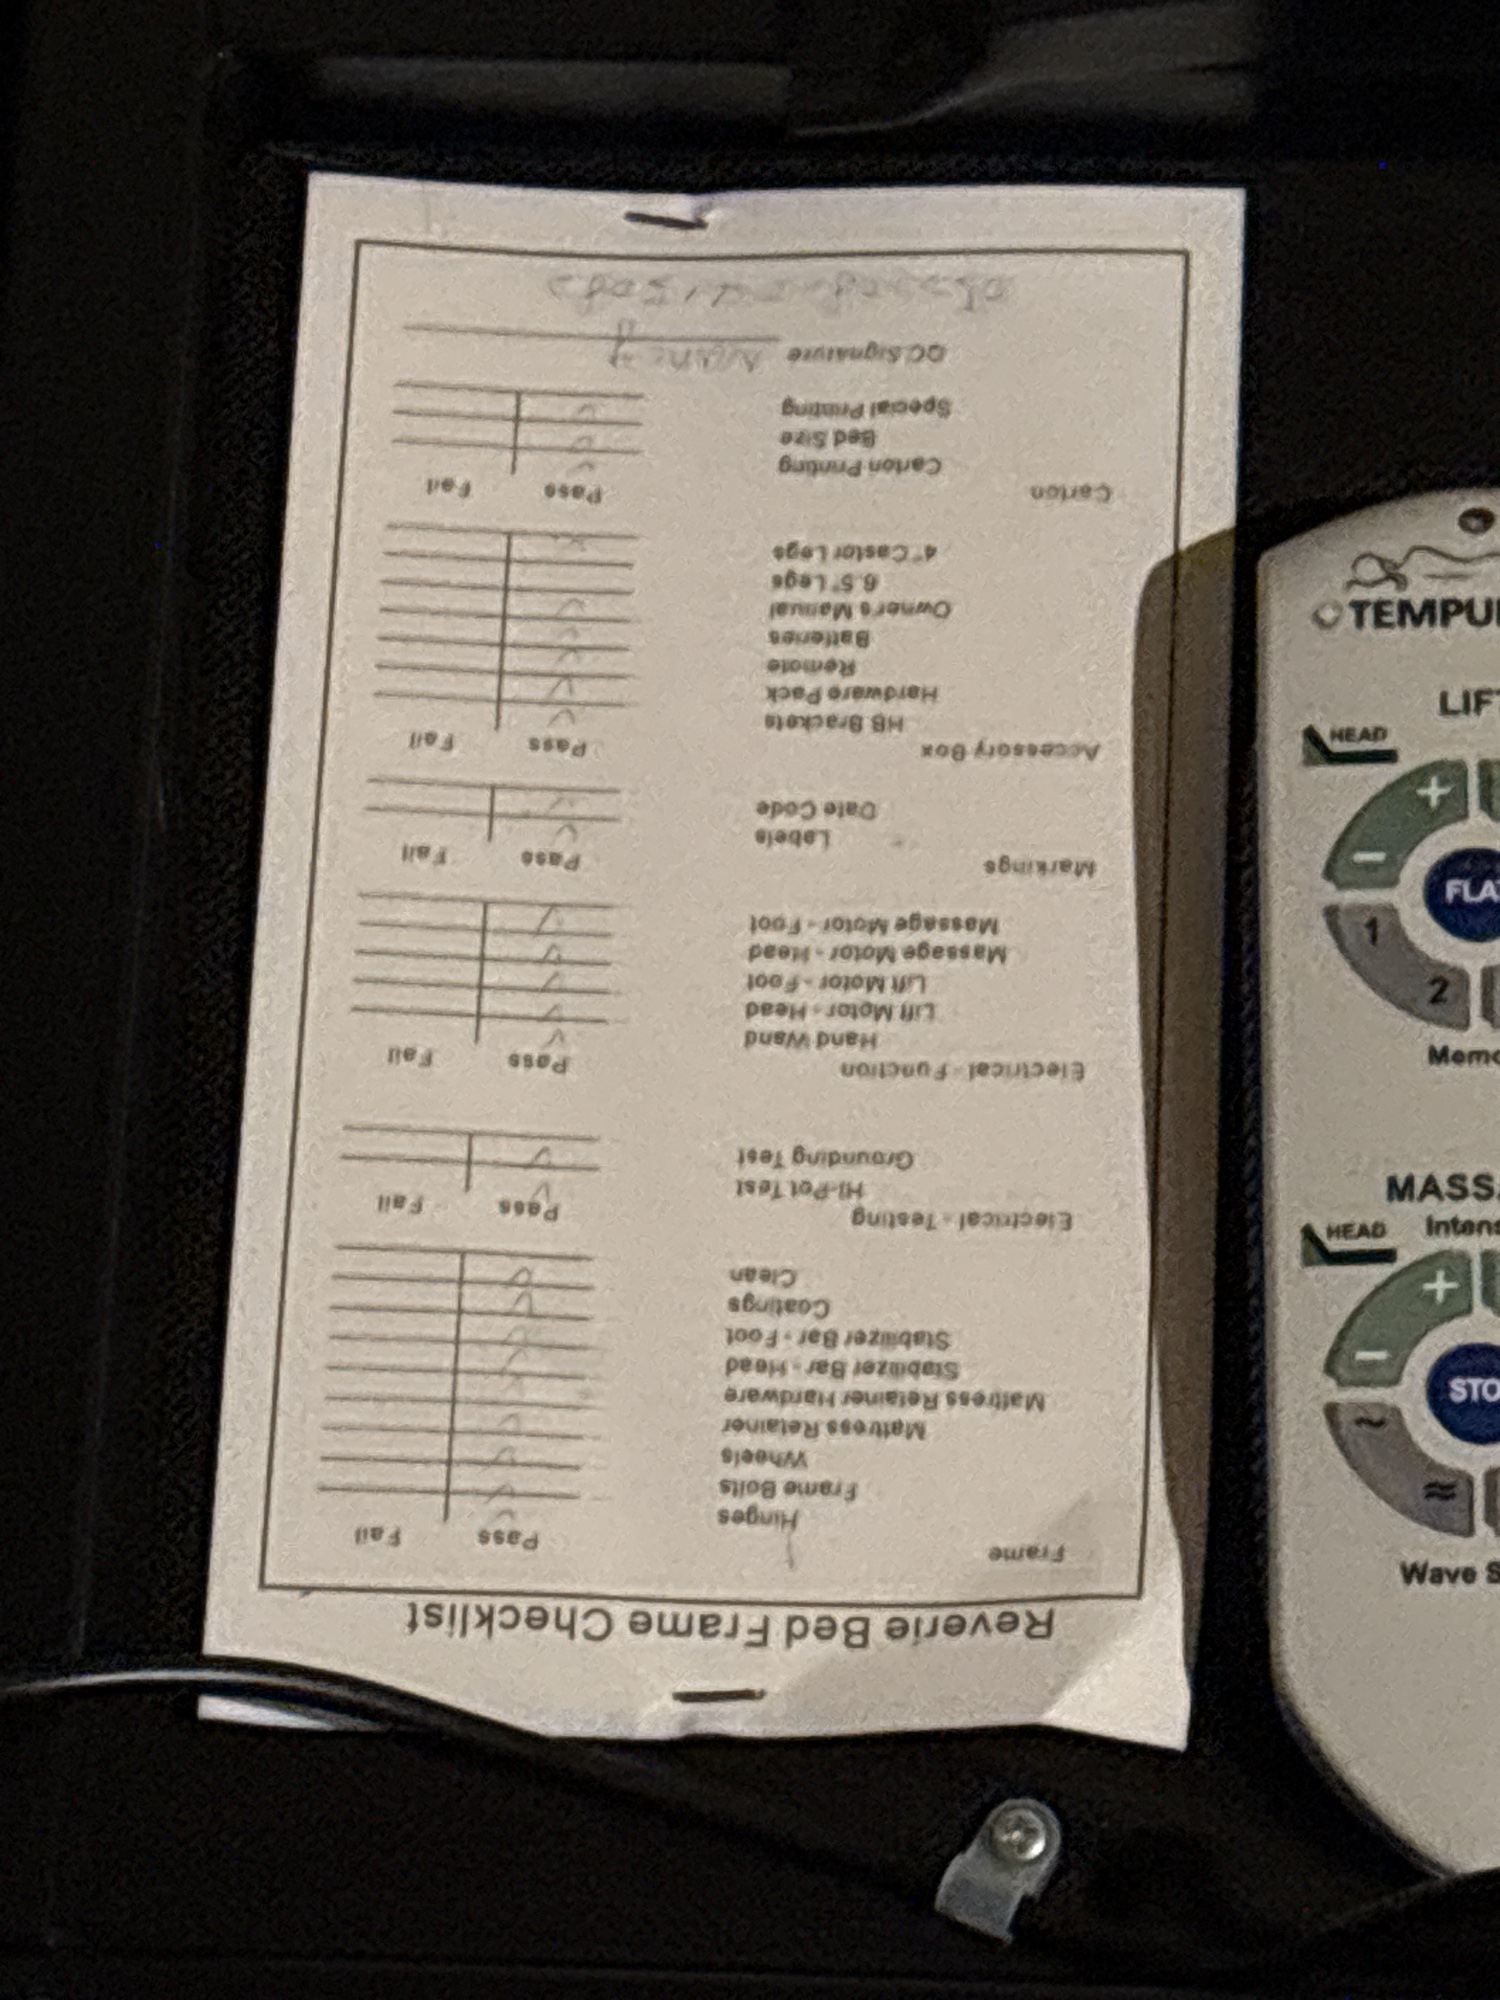 Reverie Bed Frame Checklist
Frame Pass Fail
Hinges
Frame Bolts
Wheels
Mattress Retainer
Mattress Retainer Hardware
Stabilizer Bar - Head
Stabilizer Bar - Foot
Coatings
Clean
Electrical - Testing Pass Fail
Hi-Pot Test
Grounding Test
Electrical - Function Pass Fail
Hand Wand
Lift Motor - Head
Lift Motor - Foot
Massage Motor - Head
Massage Motor - Foot
Markings Pass Fail
Labels
Date Code
Accessory Box Pass Fail
HB Brackets
Hardware Pack
Remote
Batteries
Owner's Manual
6.5" Legs
4" Castor Legs
Carton Pass Fail
Carton Printing
Bed Size
Special Printing
QC Signature
TEMPU
LIF
HEAD
+
-
FLA
1
2
Memo
MASS
HEAD Intens
+
-
STO
~
≈
Wave S